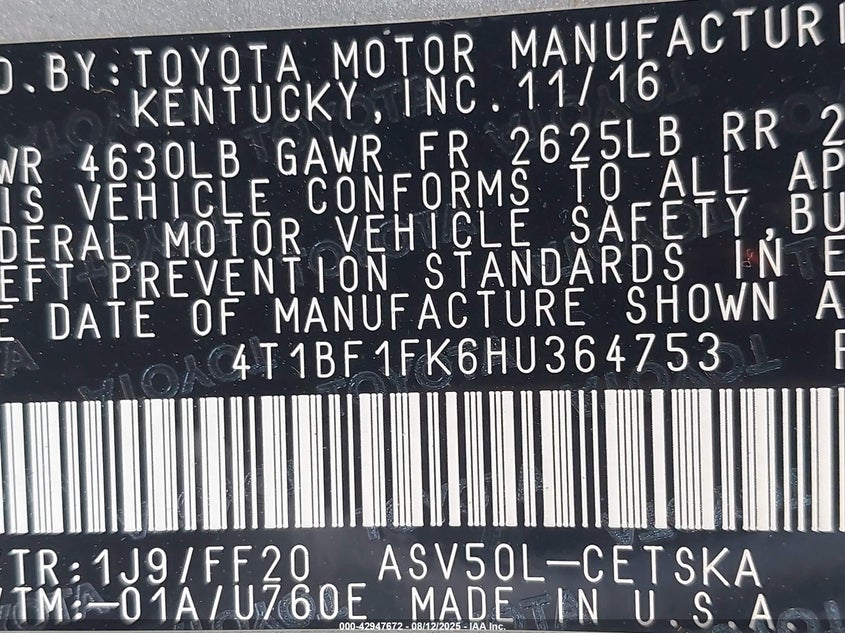 D.BY:TOYOTA MOTOR MANUFACTURI
KENTUCKY,INC.11/16
WR 4630LB GAWR FR 2625LB RR 2
IS VEHICLE CONFORMS TO ALL AP
DERAL MOTOR VEHICLE SAFETY,BU
EFT PREVENTION STANDARDS IN E
E DATE OF MANUFACTURE SHOWN A
4T1BF1FK6HU364753
/TR:1J9/FF20 ASV50L-CETSKA
/TM:-01A/U760E MADE IN U.S.A.
000-42947672 - 08/12/2025 - IAA Inc.